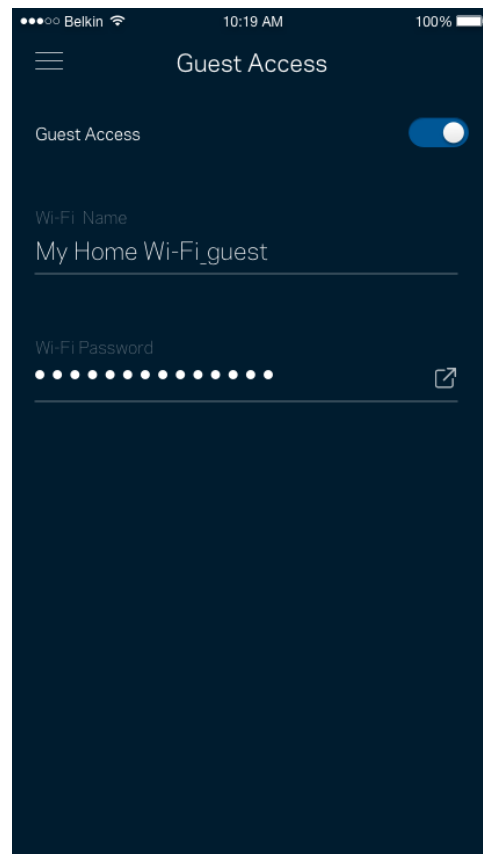 Belkin 10:19 AM 100%
Guest Access
Guest Access
Wi-Fi Name
My Home Wi-Fi_guest
Wi-Fi Password
••••••••••••••